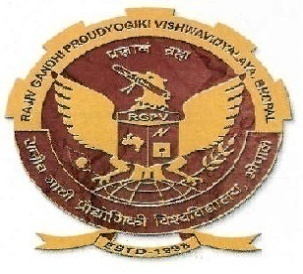 RAJIV GANDHI PROUDYOGIKI VISHWAVIDYALAYA, BHOPAL
प्रज्ञानं ब्रह्म
RGPV
राजीव गांधी प्रौद्योगिकी विश्वविद्यालय, भोपाल
ESTD-1998